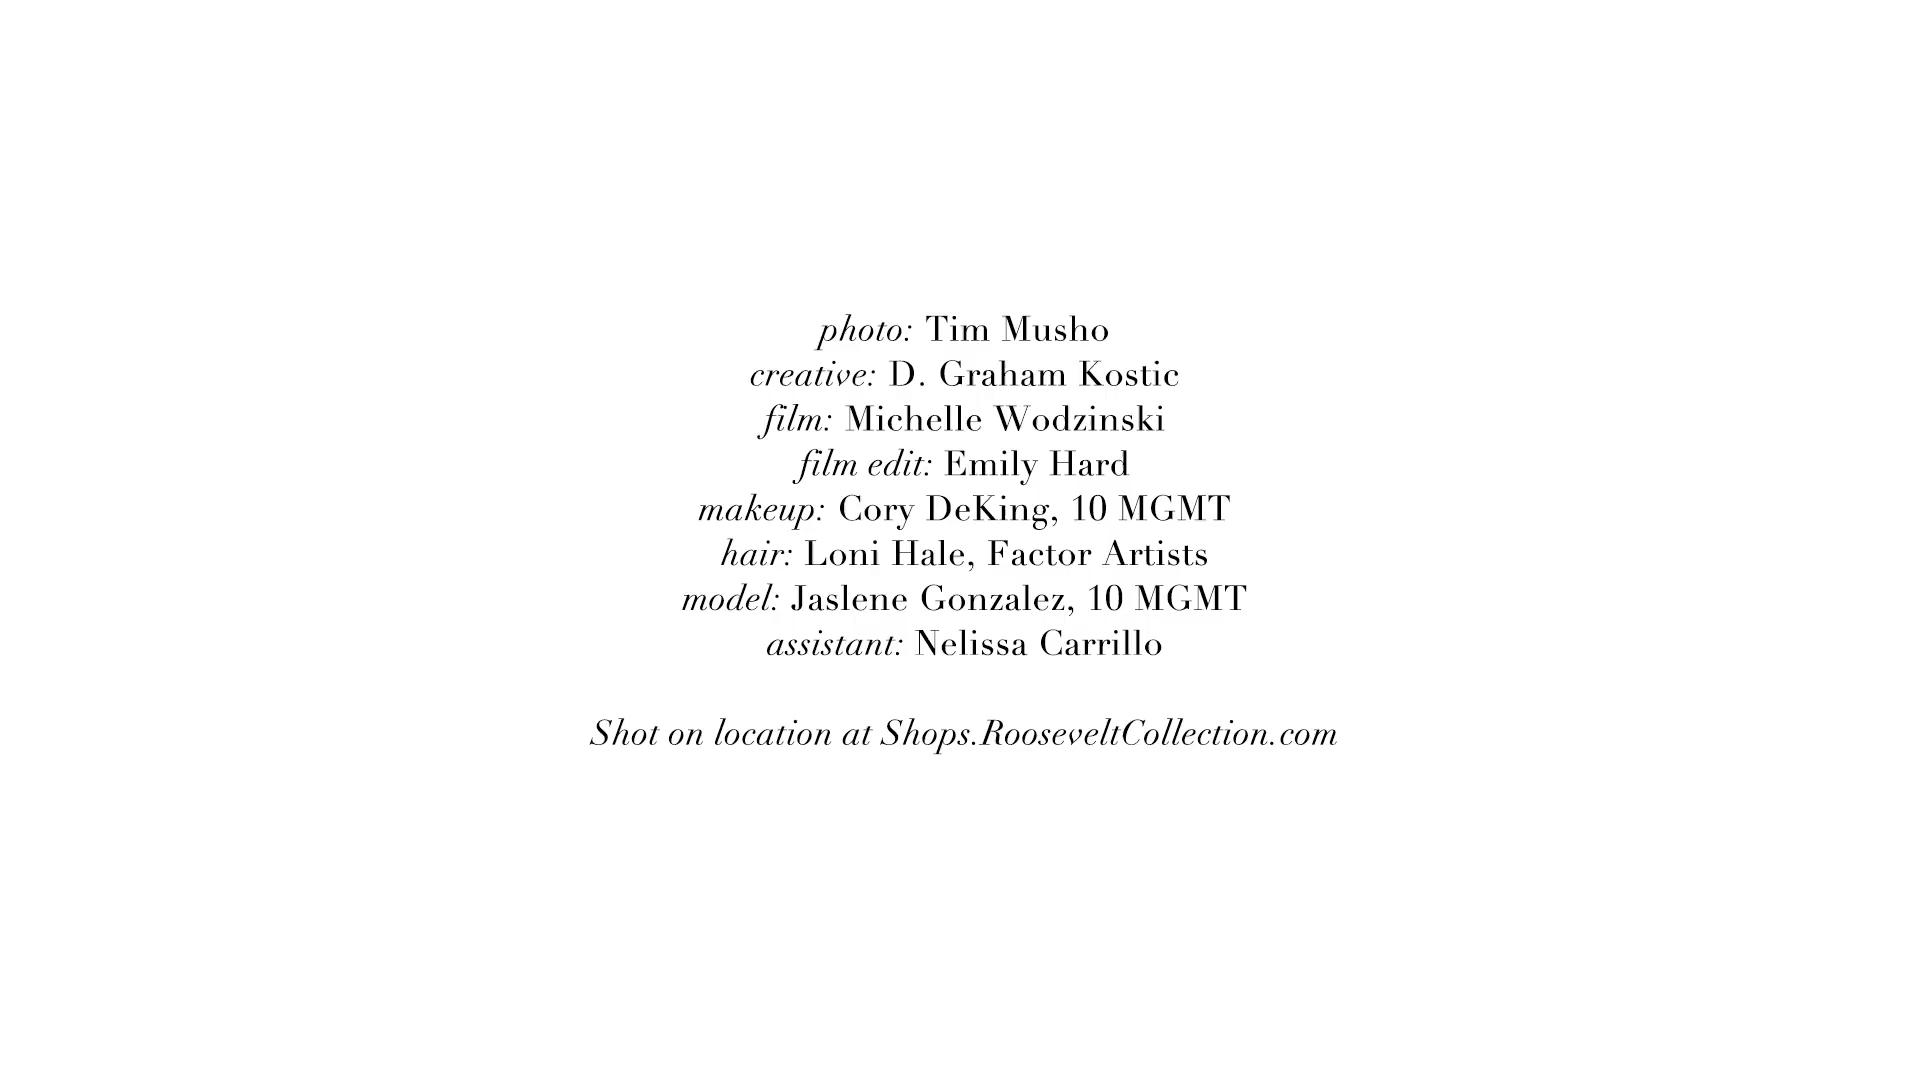 photo: Tim Musho
creative: D. Graham Kostic
film: Michelle Wodzinski
film edit: Emily Hard
makeup: Cory DeKing, 10 MGMT
hair: Loni Hale, Factor Artists
model: Jaslene Gonzalez, 10 MGMT
assistant: Nelissa Carrillo
Shot on location at Shops.RooseveltCollection.com